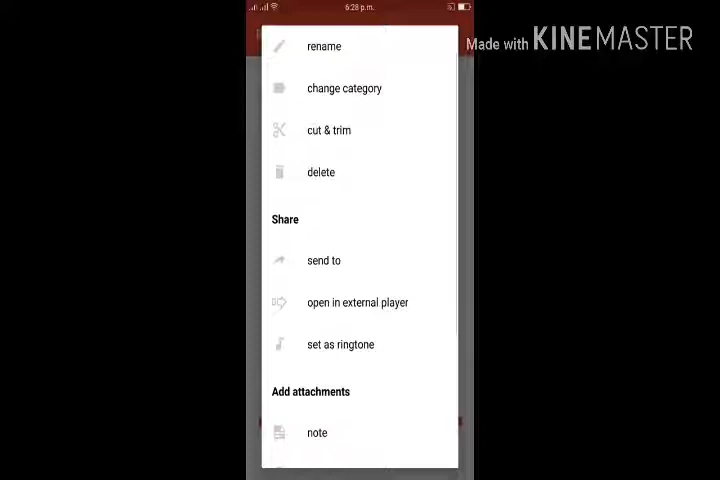 6:28 p.m.
Made with KINEMASTER
rename
change category
cut & trim
delete
Share
send to
open in external player
set as ringtone
Add attachments
note